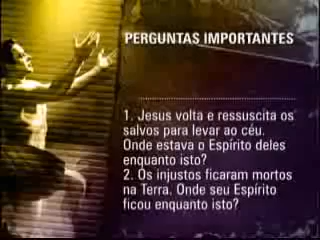 PERGUNTAS IMPORTANTES
1. Jesus volta e ressuscita os
salvos para levar ao céu.
Onde estava o Espírito deles
enquanto isto?
2. Os injustos ficaram mortos
na Terra. Onde seu Espírito
ficou enquanto isto?